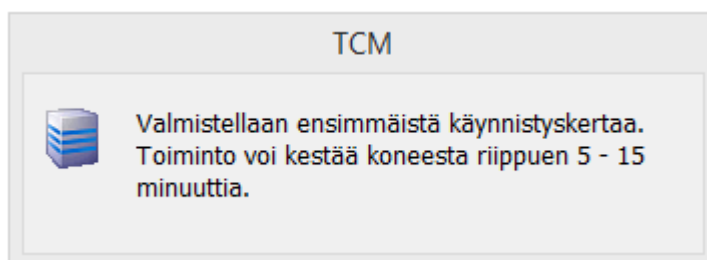 TCM
Valmistellaan ensimmäistä käynnistyskertaa.
Toiminto voi kestää koneesta riippuen 5 - 15
minuuttia.